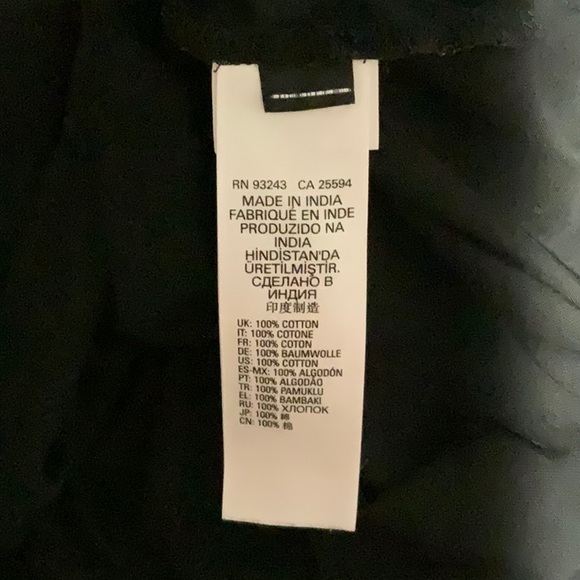 RN 93243 CA 25594
MADE IN INDIA
FABRIQUÉ EN INDE
PRODUZIDO NA
INDIA
HİNDİSTAN'DA
ÜRETİLMİŞTİR.
СДЕЛАНО В
ИНДИЯ
印度制造
UK: 100% COTTON
IT: 100% COTONE
FR: 100% COTON
DE: 100% BAUMWOLLE
US: 100% COTTON
ES-MX: 100% ALGODÓN
PT: 100% ALGODÃO
TR: 100% PAMUKLU
EL: 100% BAMBAKI
RU: 100% ХЛОПОК
JP: 100% 綿
CN: 100% 棉